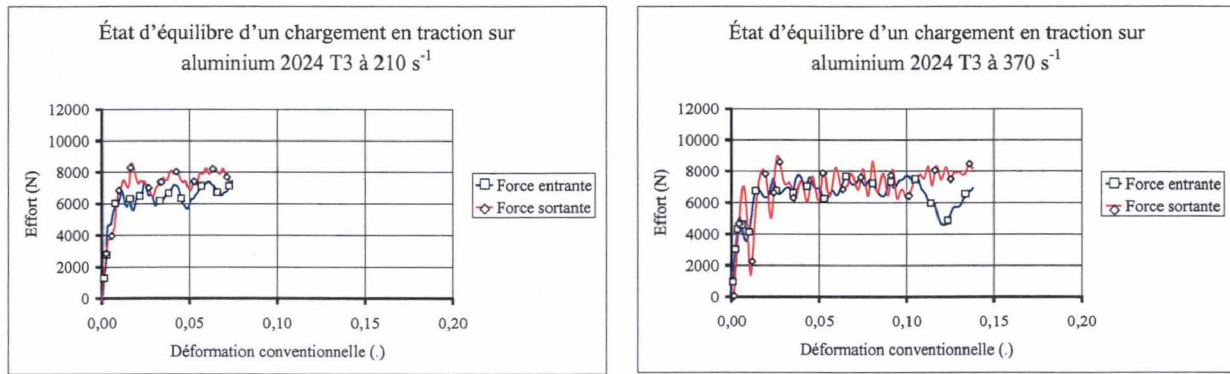 État d'équilibre d'un chargement en traction sur
aluminium 2024 T3 à 210 s⁻¹
12000
10000
8000
6000
4000
2000
0
Effort (N)
0,00 0,05 0,10 0,15 0,20
Déformation conventionnelle (.)
Force entrante
Force sortante
État d'équilibre d'un chargement en traction sur
aluminium 2024 T3 à 370 s⁻¹
12000
10000
8000
6000
4000
2000
0
Effort (N)
0,00 0,05 0,10 0,15 0,20
Déformation conventionnelle (.)
Force entrante
Force sortante